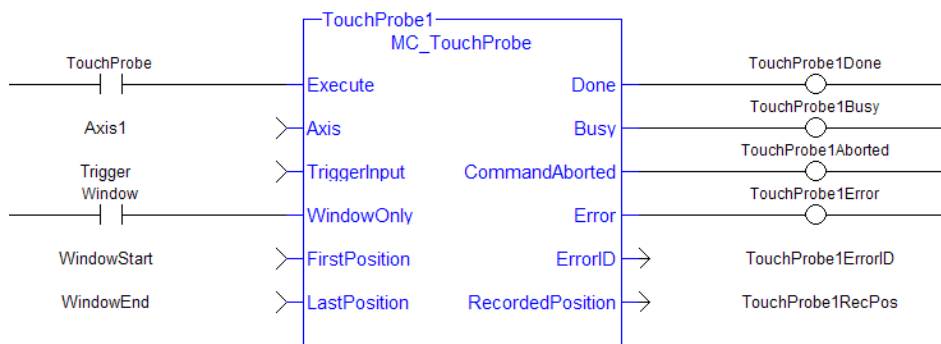 TouchProbe1
MC_TouchProbe
TouchProbe Execute Done TouchProbe1Done
Axis1 Axis Busy TouchProbe1Busy
Trigger TriggerInput CommandAborted TouchProbe1Aborted
Window WindowOnly Error TouchProbe1Error
WindowStart FirstPosition ErrorID TouchProbe1ErrorID
WindowEnd LastPosition RecordedPosition TouchProbe1RecPos